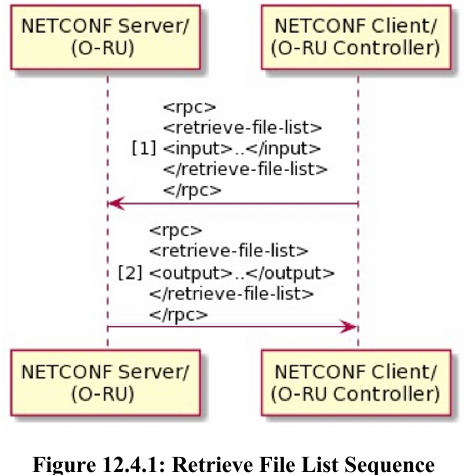 NETCONF Server/
(O-RU)
NETCONF Client/
(O-RU Controller)
<rpc>
<retrieve-file-list>
[1] <input>..</input>
</retrieve-file-list>
</rpc>
<rpc>
<retrieve-file-list>
[2] <output>..</output>
</retrieve-file-list>
</rpc>
NETCONF Server/
(O-RU)
NETCONF Client/
(O-RU Controller)
Figure 12.4.1: Retrieve File List Sequence